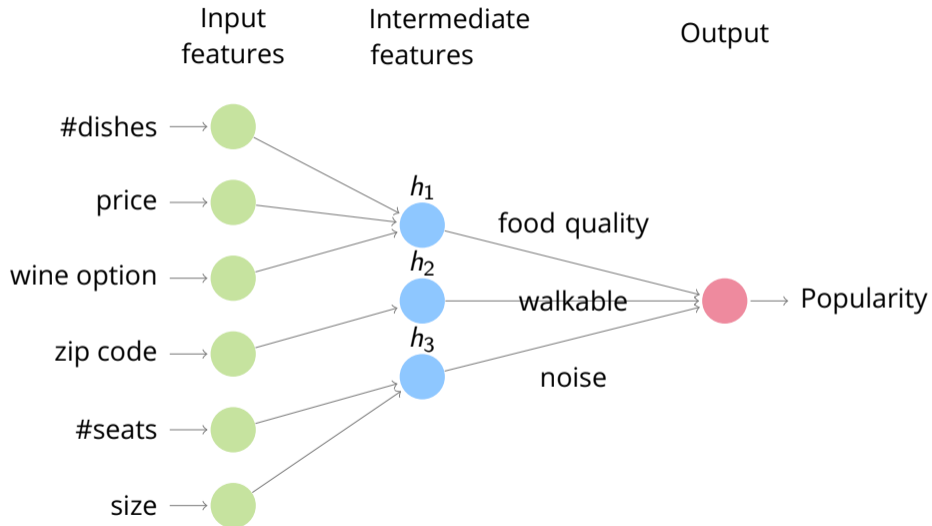 Input
features
Intermediate
features
Output
#dishes
price
wine option
zip code
#seats
size
h₁
h₂
h₃
food quality
walkable
noise
Popularity